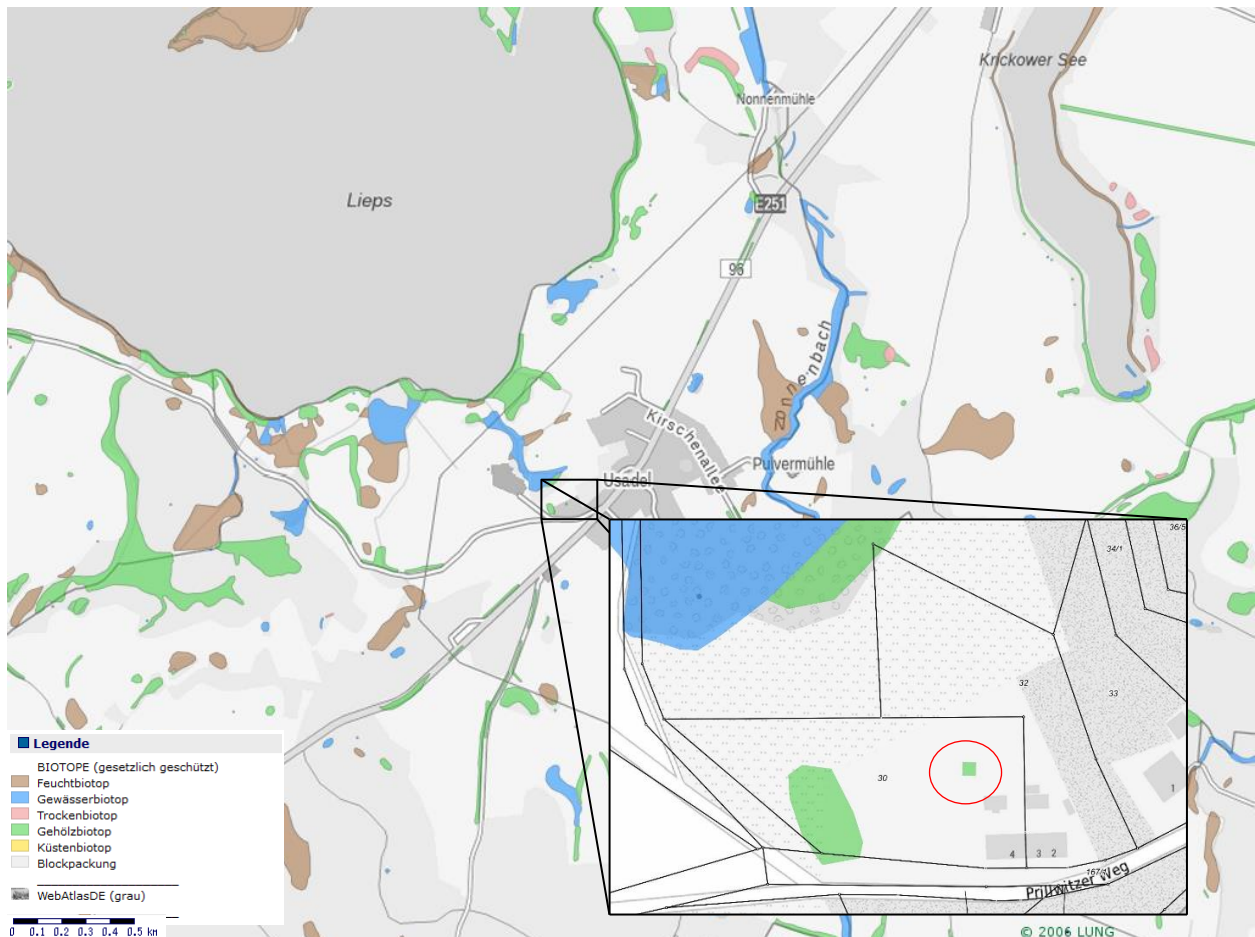 Krickower See
Nonnenmühle
Lieps
E251
96
Nonnenbach
Kirschenallee
Pulvermühle
Usadel
36/5
34/1
32
33
30
1
4 3 2
167/
Prillwitzer Weg
Legende
BIOTOPE (gesetzlich geschützt)
Feuchtbiotop
Gewässerbiotop
Trockenbiotop
Gehölzbiotop
Küstenbiotop
Blockpackung
WebAtlasDE (grau)
0 0.1 0.2 0.3 0.4 0.5 km
© 2006 LUNG